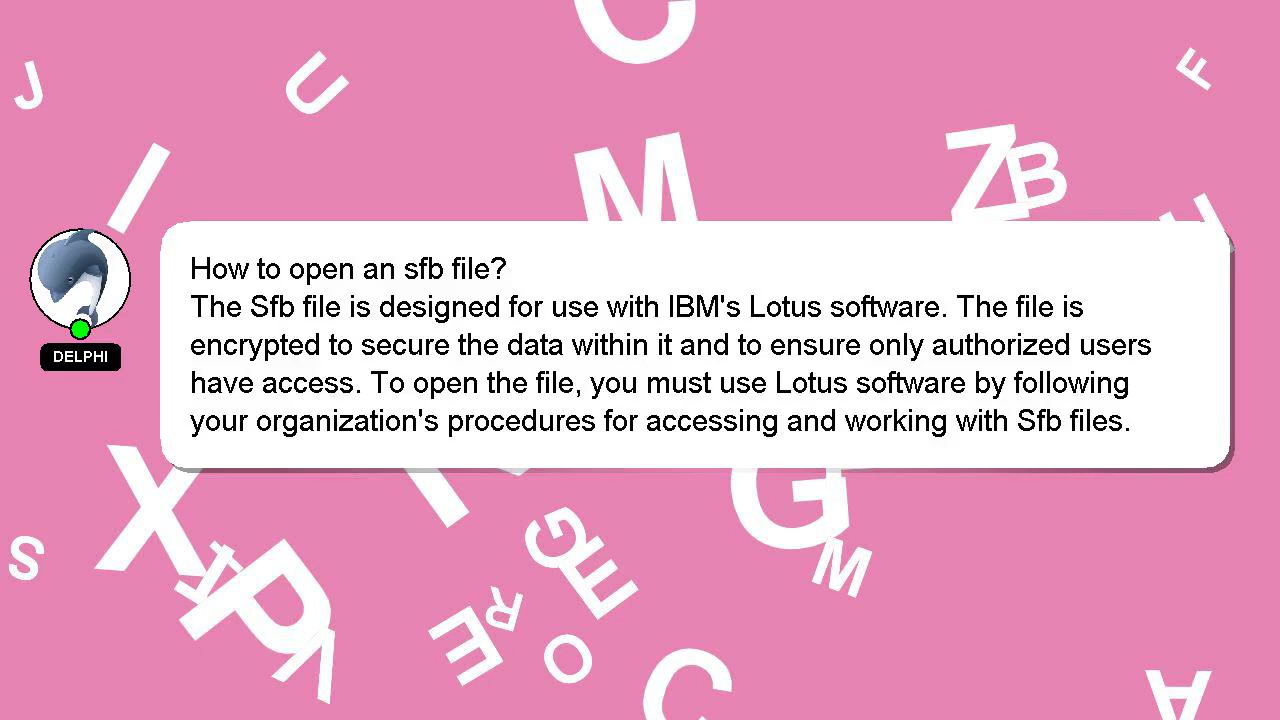 C
J
U
F
I
M
Z
B
DELPHI
How to open an sfb file?
The Sfb file is designed for use with IBM's Lotus software. The file is
encrypted to secure the data within it and to ensure only authorized users
have access. To open the file, you must use Lotus software by following
your organization's procedures for accessing and working with Sfb files.
X
G
S
G
E
M
P
R
E
O
V
C
A